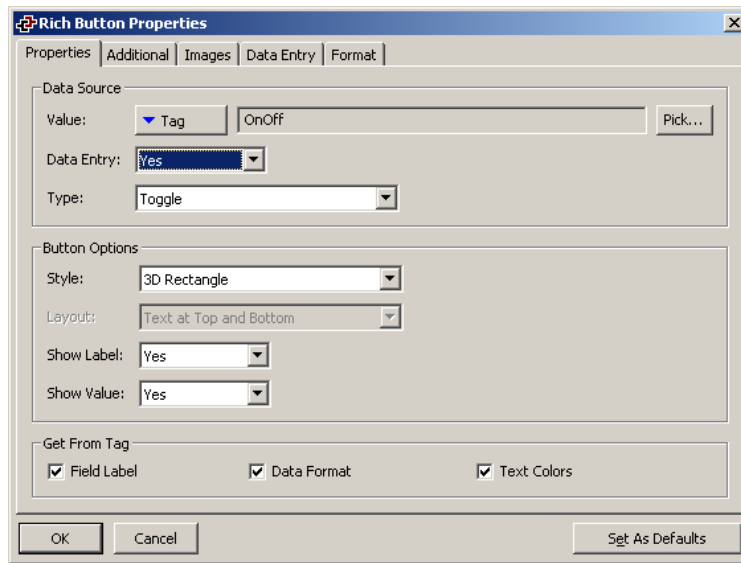 Rich Button Properties
Properties Additional Images Data Entry Format
Data Source
Value: Tag OnOff Pick...
Data Entry: Yes
Type: Toggle
Button Options
Style: 3D Rectangle
Layout: Text at Top and Bottom
Show Label: Yes
Show Value: Yes
Get From Tag
Field Label Data Format Text Colors
OK Cancel Set As Defaults